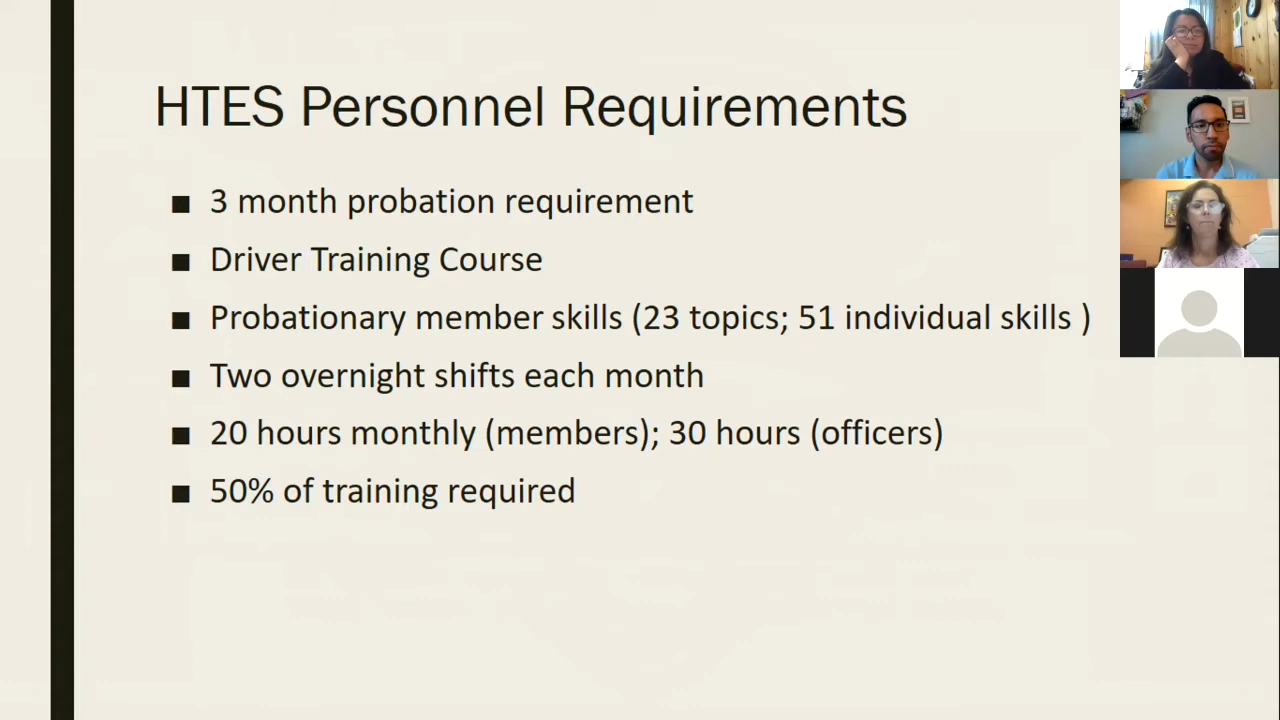 HTES Personnel Requirements
■ 3 month probation requirement
■ Driver Training Course
■ Probationary member skills (23 topics; 51 individual skills )
■ Two overnight shifts each month
■ 20 hours monthly (members); 30 hours (officers)
■ 50% of training required